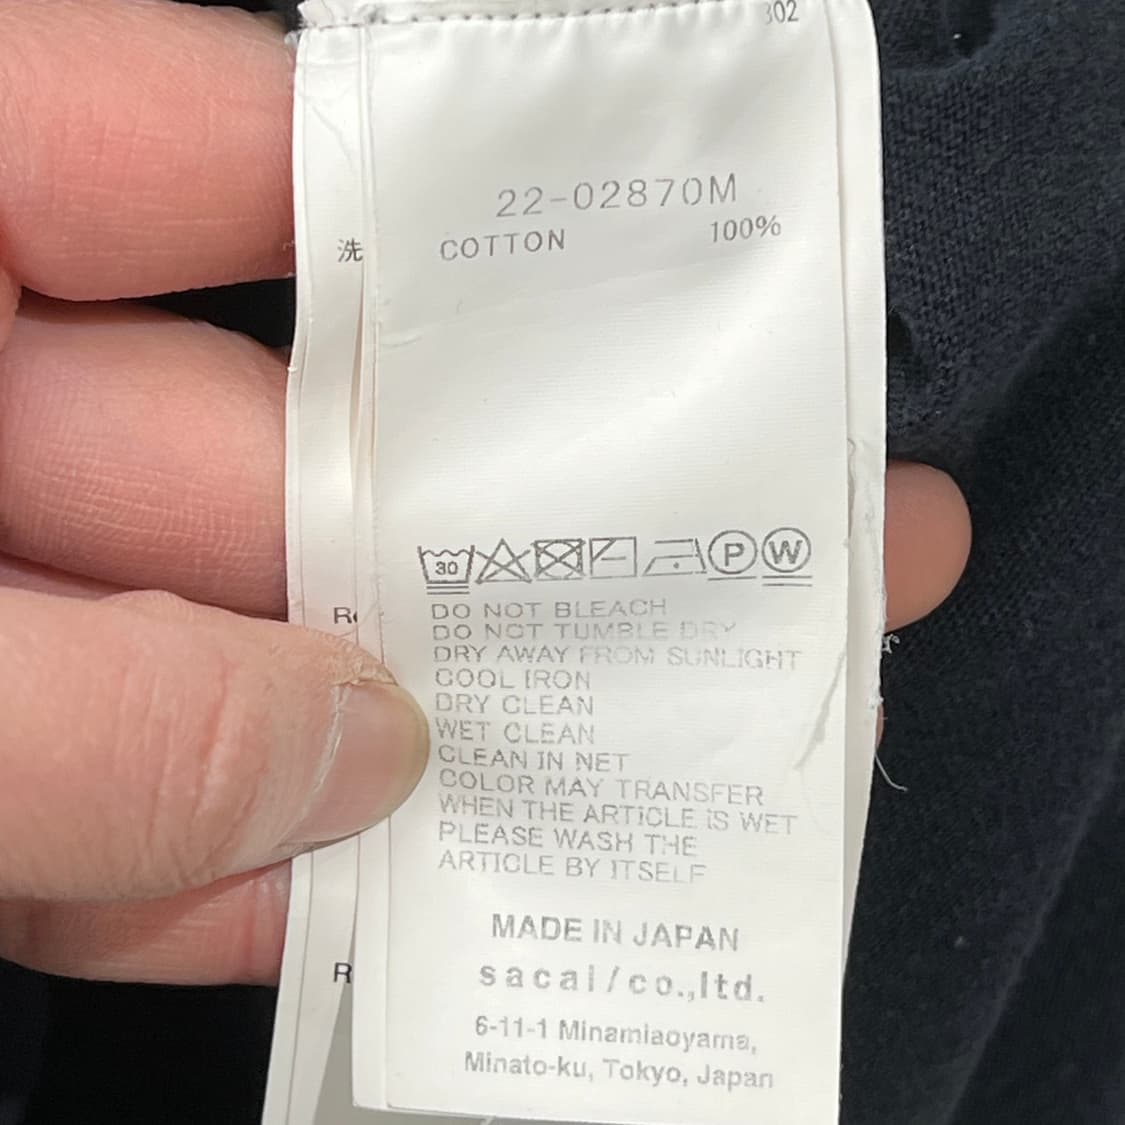 302
22-02870M
COTTON 100%
洗
30
P W
DO NOT BLEACH
DO NOT TUMBLE DRY
DRY AWAY FROM SUNLIGHT
COOL IRON
DRY CLEAN
WET CLEAN
CLEAN IN NET
COLOR MAY TRANSFER
WHEN THE ARTICLE IS WET
PLEASE WASH THE
ARTICLE BY ITSELF
MADE IN JAPAN
sacai/co.,ltd.
6-11-1 Minamiaoyama,
Minato-ku, Tokyo, Japan